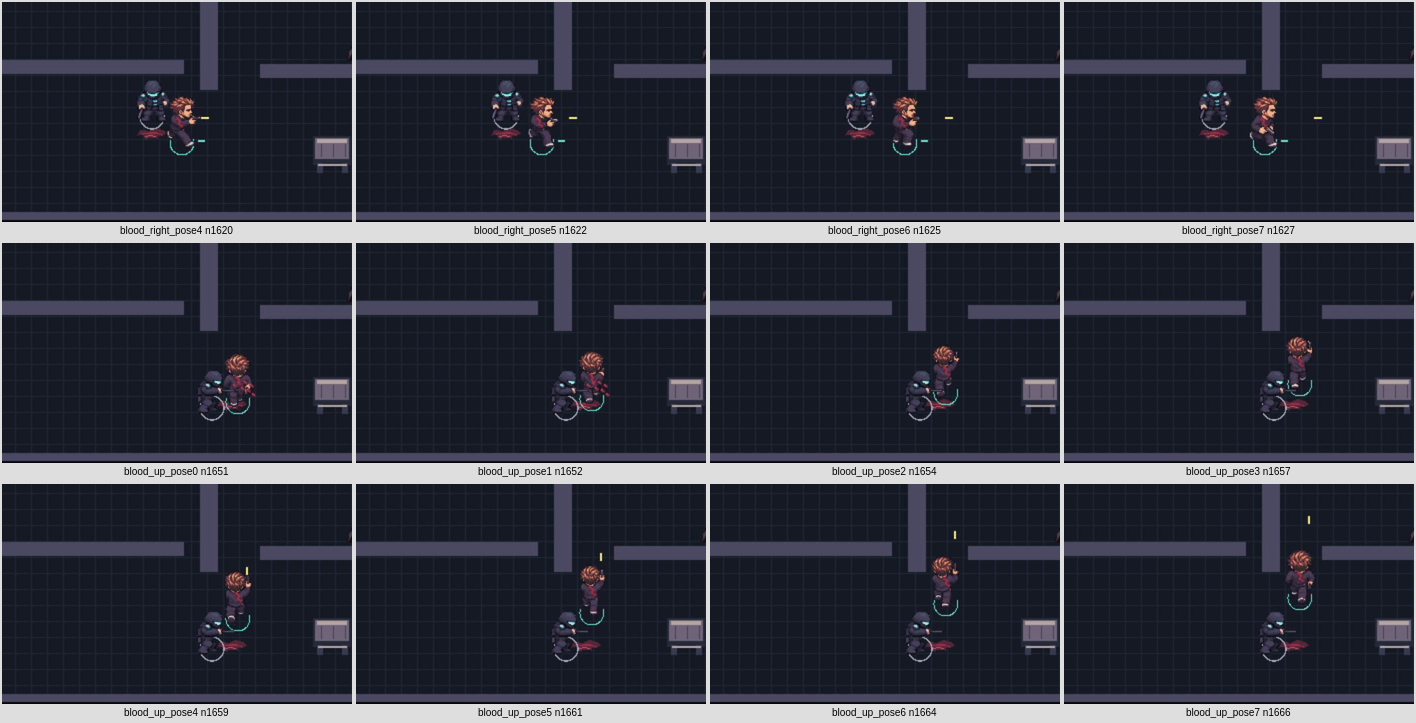 blood_right_pose4 n1620
blood_right_pose5 n1622
blood_right_pose6 n1625
blood_right_pose7 n1627
blood_up_pose0 n1651
blood_up_pose1 n1652
blood_up_pose2 n1654
blood_up_pose3 n1657
blood_up_pose4 n1659
blood_up_pose5 n1661
blood_up_pose6 n1664
blood_up_pose7 n1666